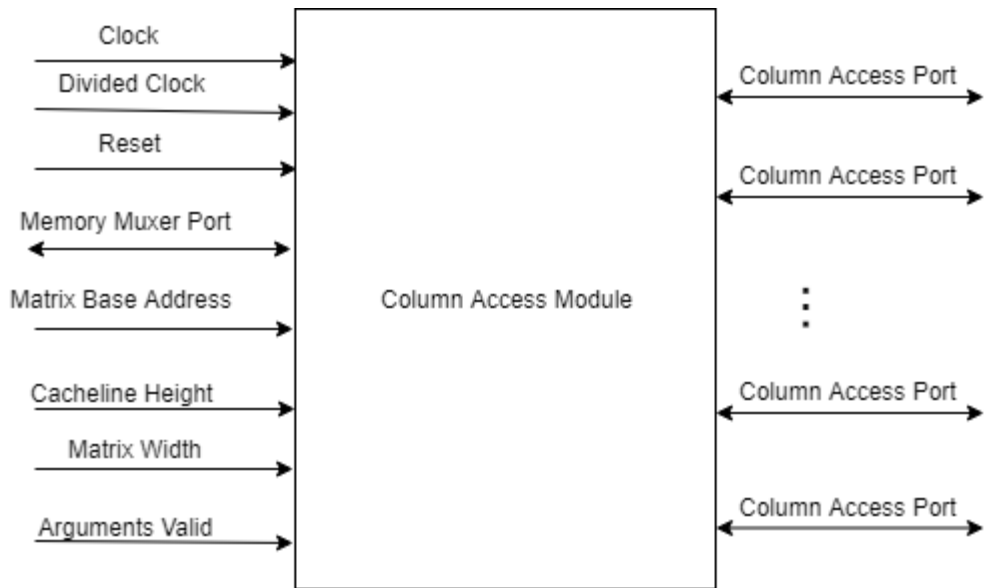 Clock
Divided Clock
Reset
Memory Muxer Port
Matrix Base Address
Cacheline Height
Matrix Width
Arguments Valid
Column Access Module
Column Access Port
Column Access Port
Column Access Port
Column Access Port